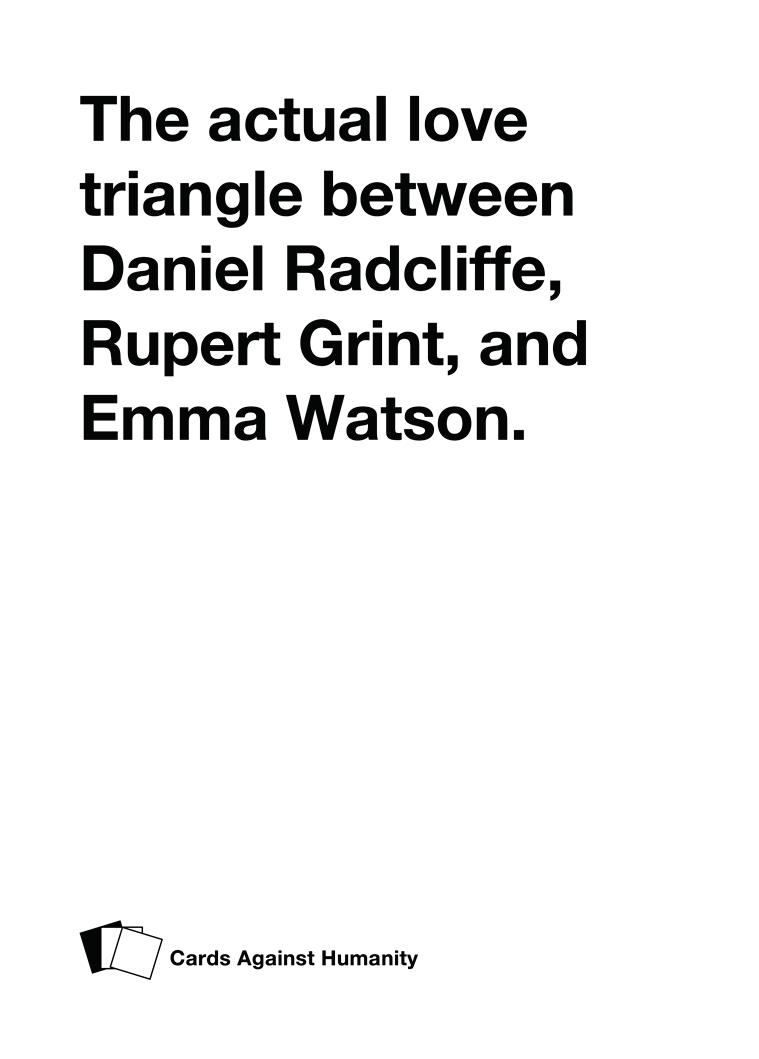 The actual love
triangle between
Daniel Radcliffe,
Rupert Grint, and
Emma Watson.
Cards Against Humanity